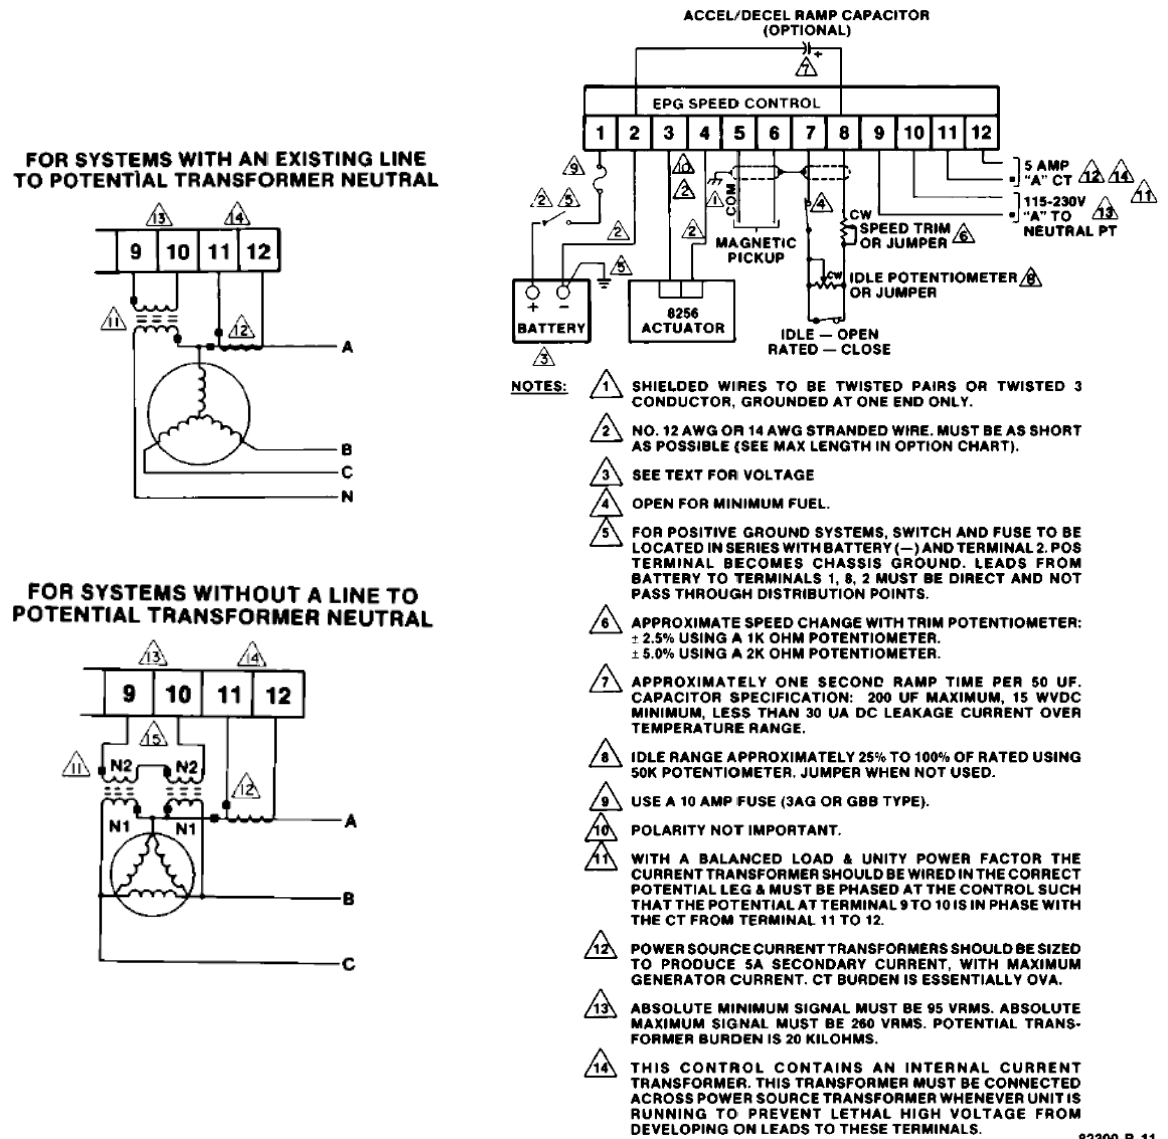 FOR SYSTEMS WITH AN EXISTING LINE
TO POTENTIAL TRANSFORMER NEUTRAL
13
14
9 10 11 12
11
12
A
B
C
N
FOR SYSTEMS WITHOUT A LINE TO
POTENTIAL TRANSFORMER NEUTRAL
13
14
9 10 11 12
15
11
N2 N2
12
N1 N1
A
B
C
ACCEL/DECEL RAMP CAPACITOR
(OPTIONAL)
+
7
EPG SPEED CONTROL
1 2 3 4 5 6 7 8 9 10 11 12
9
10
2
1
COM
2 5
2
2
4
5
MAGNETIC
PICKUP
CW
SPEED TRIM
OR JUMPER 6
5 AMP
"A" CT 12 14
11
115-230V
"A" TO 13
NEUTRAL PT
CW
IDLE POTENTIOMETER 8
OR JUMPER
+ −
BATTERY
3
8256
ACTUATOR
IDLE — OPEN
RATED — CLOSE
NOTES:
1 SHIELDED WIRES TO BE TWISTED PAIRS OR TWISTED 3
CONDUCTOR, GROUNDED AT ONE END ONLY.
2 NO. 12 AWG OR 14 AWG STRANDED WIRE. MUST BE AS SHORT
AS POSSIBLE (SEE MAX LENGTH IN OPTION CHART).
3 SEE TEXT FOR VOLTAGE
4 OPEN FOR MINIMUM FUEL.
5 FOR POSITIVE GROUND SYSTEMS, SWITCH AND FUSE TO BE
LOCATED IN SERIES WITH BATTERY (—) AND TERMINAL 2. POS
TERMINAL BECOMES CHASSIS GROUND. LEADS FROM
BATTERY TO TERMINALS 1, 8, 2 MUST BE DIRECT AND NOT
PASS THROUGH DISTRIBUTION POINTS.
6 APPROXIMATE SPEED CHANGE WITH TRIM POTENTIOMETER:
± 2.5% USING A 1K OHM POTENTIOMETER.
± 5.0% USING A 2K OHM POTENTIOMETER.
7 APPROXIMATELY ONE SECOND RAMP TIME PER 50 UF.
CAPACITOR SPECIFICATION: 200 UF MAXIMUM, 15 WVDC
MINIMUM, LESS THAN 30 UA DC LEAKAGE CURRENT OVER
TEMPERATURE RANGE.
8 IDLE RANGE APPROXIMATELY 25% TO 100% OF RATED USING
50K POTENTIOMETER. JUMPER WHEN NOT USED.
9 USE A 10 AMP FUSE (3AG OR GBB TYPE).
10 POLARITY NOT IMPORTANT.
11 WITH A BALANCED LOAD & UNITY POWER FACTOR THE
CURRENT TRANSFORMER SHOULD BE WIRED IN THE CORRECT
POTENTIAL LEG & MUST BE PHASED AT THE CONTROL SUCH
THAT THE POTENTIAL AT TERMINAL 9 TO 10 IS IN PHASE WITH
THE CT FROM TERMINAL 11 TO 12.
12 POWER SOURCE CURRENT TRANSFORMERS SHOULD BE SIZED
TO PRODUCE 5A SECONDARY CURRENT, WITH MAXIMUM
GENERATOR CURRENT. CT BURDEN IS ESSENTIALLY OVA.
13 ABSOLUTE MINIMUM SIGNAL MUST BE 95 VRMS. ABSOLUTE
MAXIMUM SIGNAL MUST BE 260 VRMS. POTENTIAL TRANS-
FORMER BURDEN IS 20 KILOHMS.
14 THIS CONTROL CONTAINS AN INTERNAL CURRENT
TRANSFORMER. THIS TRANSFORMER MUST BE CONNECTED
ACROSS POWER SOURCE TRANSFORMER WHENEVER UNIT IS
RUNNING TO PREVENT LETHAL HIGH VOLTAGE FROM
DEVELOPING ON LEADS TO THESE TERMINALS.